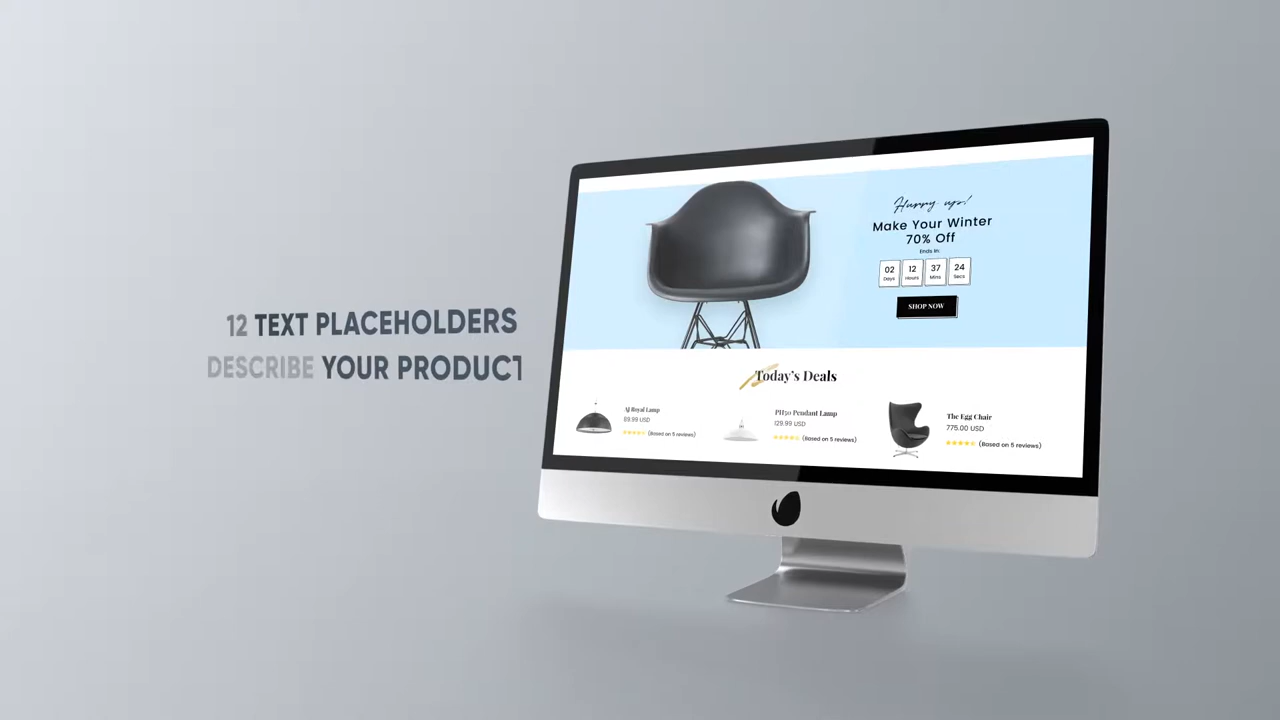 12 TEXT PLACEHOLDERS
DESCRIBE YOUR PRODUCT
Hurry up!
Make Your Winter
70% Off
Ends In:
02 12 37 24
Days Hours Mins Secs
SHOP NOW
Today's Deals
AJ Royal Lamp
89.99 USD
(Based on 5 reviews)
PH50 Pendant Lamp
129.99 USD
(Based on 5 reviews)
The Egg Chair
775.00 USD
(Based on 5 reviews)